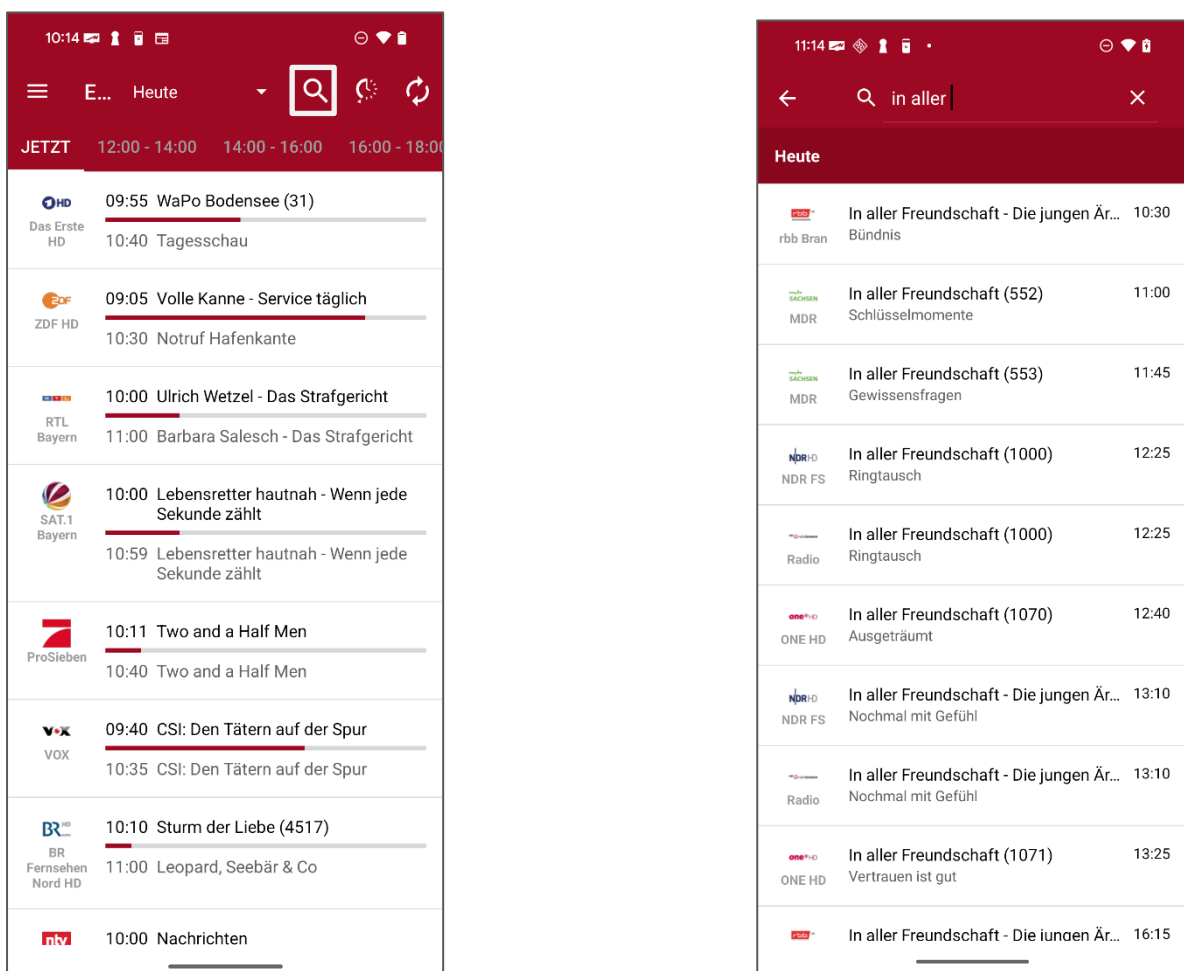 10:14
E... Heute
JETZT 12:00 - 14:00 14:00 - 16:00 16:00 - 18:00
HD
Das Erste
HD
09:55 WaPo Bodensee (31)
10:40 Tagesschau
ZDF
ZDF HD
09:05 Volle Kanne - Service täglich
10:30 Notruf Hafenkante
RTL
RTL
Bayern
10:00 Ulrich Wetzel - Das Strafgericht
11:00 Barbara Salesch - Das Strafgericht
SAT.1
Bayern
10:00 Lebensretter hautnah - Wenn jede
Sekunde zählt
10:59 Lebensretter hautnah - Wenn jede
Sekunde zählt
ProSieben
10:11 Two and a Half Men
10:40 Two and a Half Men
VOX
VOX
09:40 CSI: Den Tätern auf der Spur
10:35 CSI: Den Tätern auf der Spur
BR HD
BR
Fernsehen
Nord HD
10:10 Sturm der Liebe (4517)
11:00 Leopard, Seebär & Co
ntv
10:00 Nachrichten
11:14
in aller
Heute
rbb
rbb Bran
In aller Freundschaft - Die jungen Är... 10:30
Bündnis
SACHSEN
MDR
In aller Freundschaft (552) 11:00
Schlüsselmomente
SACHSEN
MDR
In aller Freundschaft (553) 11:45
Gewissensfragen
NDR HD
NDR FS
In aller Freundschaft (1000) 12:25
Ringtausch
Radio
In aller Freundschaft (1000) 12:25
Ringtausch
one HD
ONE HD
In aller Freundschaft (1070) 12:40
Ausgeträumt
NDR HD
NDR FS
In aller Freundschaft - Die jungen Är... 13:10
Nochmal mit Gefühl
Radio
In aller Freundschaft - Die jungen Är... 13:10
Nochmal mit Gefühl
one HD
ONE HD
In aller Freundschaft (1071) 13:25
Vertrauen ist gut
rbb
In aller Freundschaft - Die jungen Är... 16:15